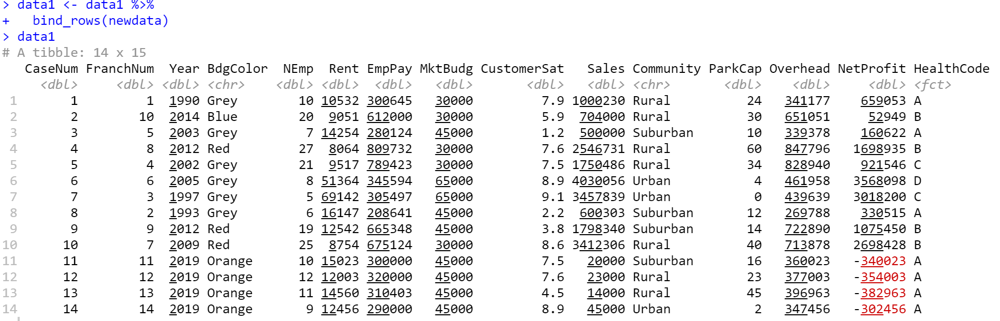 > data1 <- data1 %>%
+   bind_rows(newdata)
> data1
# A tibble: 14 x 15
   CaseNum FranchNum  Year BdgColor  NEmp  Rent EmpPay MktBudg CustomerSat   Sales Community ParkCap Overhead NetProfit HealthCode
     <dbl>     <dbl> <dbl> <chr>    <dbl> <dbl>  <dbl>   <dbl>       <dbl>   <dbl> <chr>       <dbl>    <dbl>     <dbl> <fct>
 1       1         1  1990 Grey        10 10532 300645   30000         7.9 1000230 Rural          24   341177    659053 A
 2       2        10  2014 Blue        20  9051 612000   30000         5.9  704000 Rural          30   651051     52949 B
 3       3         5  2003 Grey         7 14254 280124   45000         1.2  500000 Suburban       10   339378    160622 A
 4       4         8  2012 Red         27  8064 809732   30000         7.6 2546731 Rural          60   847796   1698935 B
 5       5         4  2002 Grey        21  9517 789423   30000         7.5 1750486 Rural          34   828940    921546 C
 6       6         6  2005 Grey         8 51364 345594   65000         8.9 4030056 Urban           4   461958   3568098 D
 7       7         3  1997 Grey         5 69142 305497   65000         9.1 3457839 Urban           0   439639   3018200 C
 8       8         2  1993 Grey         6 16147 208641   45000         2.2  600303 Suburban       12   269788    330515 A
 9       9         9  2012 Red         19 12542 665348   45000         3.8 1798340 Suburban       14   722890   1075450 B
10      10         7  2009 Red         25  8754 675124   30000         8.6 3412306 Rural          40   713878   2698428 B
11      11        11  2019 Orange      10 15023 300000   45000         7.5   20000 Suburban       16   360023   -340023 A
12      12        12  2019 Orange      12 12003 320000   45000         7.6   23000 Rural          23   377003   -354003 A
13      13        13  2019 Orange      11 14560 310403   45000         4.5   14000 Rural          45   396963   -382963 A
14      14        14  2019 Orange       9 12456 290000   45000         8.9   45000 Urban           2   347456   -302456 A